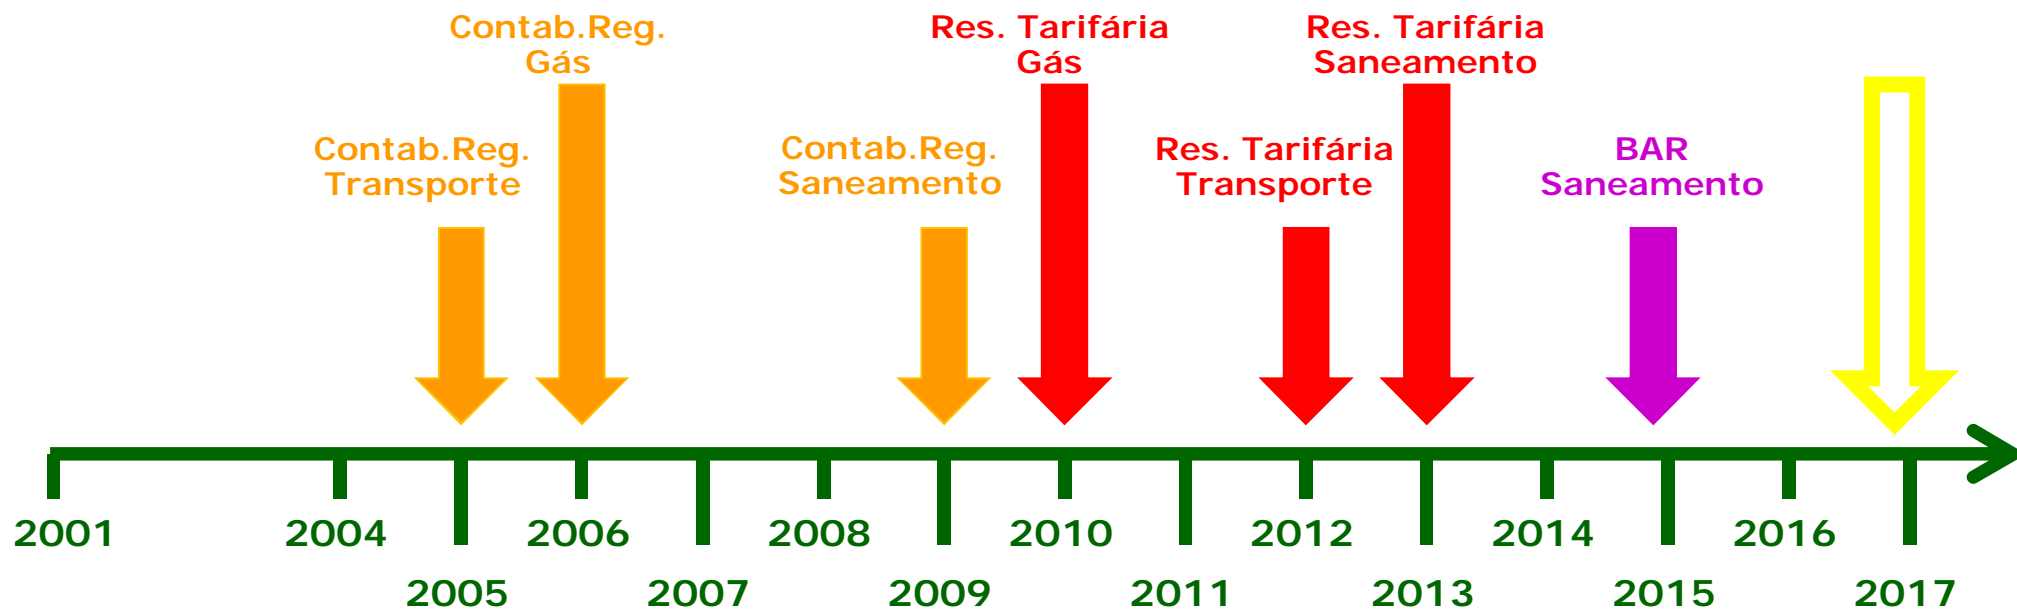 Contab.Reg.
Gás
Res. Tarifária
Gás
Res. Tarifária
Saneamento
Contab.Reg.
Transporte
Contab.Reg.
Saneamento
Res. Tarifária
Transporte
BAR
Saneamento
2001
2004
2006
2008
2010
2012
2014
2016
2005
2007
2009
2011
2013
2015
2017